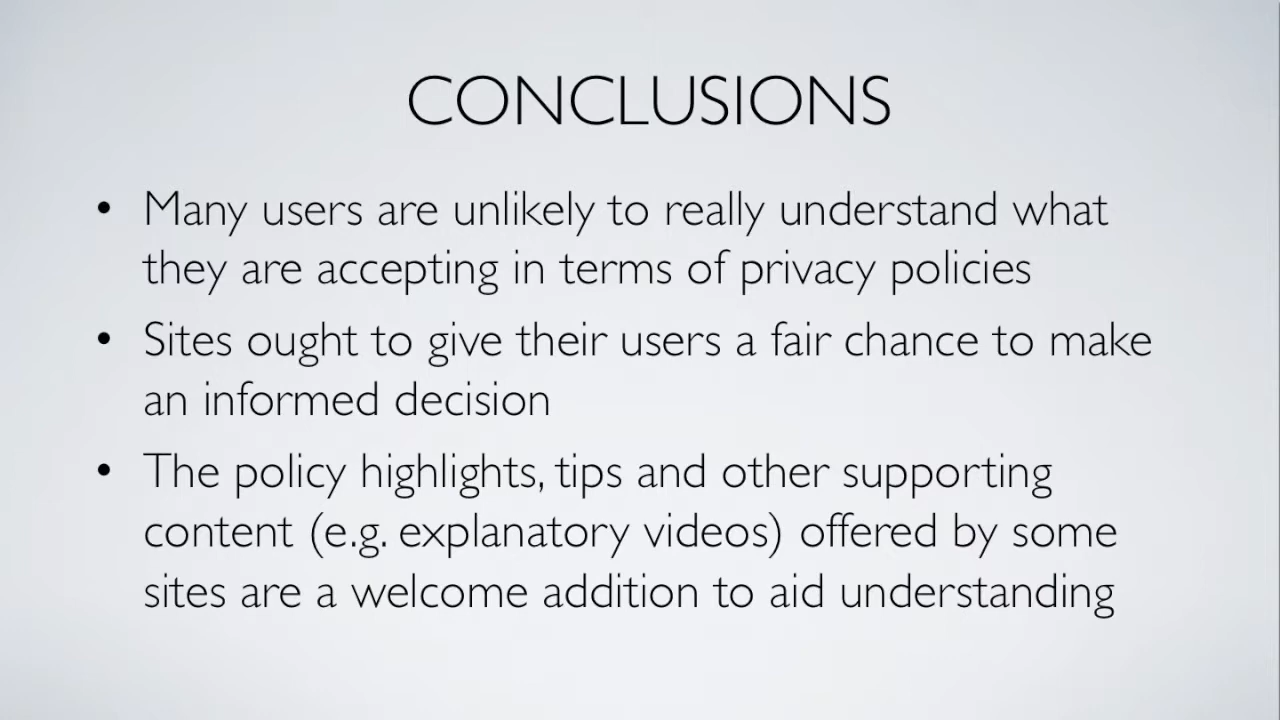 CONCLUSIONS
• Many users are unlikely to really understand what
they are accepting in terms of privacy policies
• Sites ought to give their users a fair chance to make
an informed decision
• The policy highlights, tips and other supporting
content (e.g. explanatory videos) offered by some
sites are a welcome addition to aid understanding